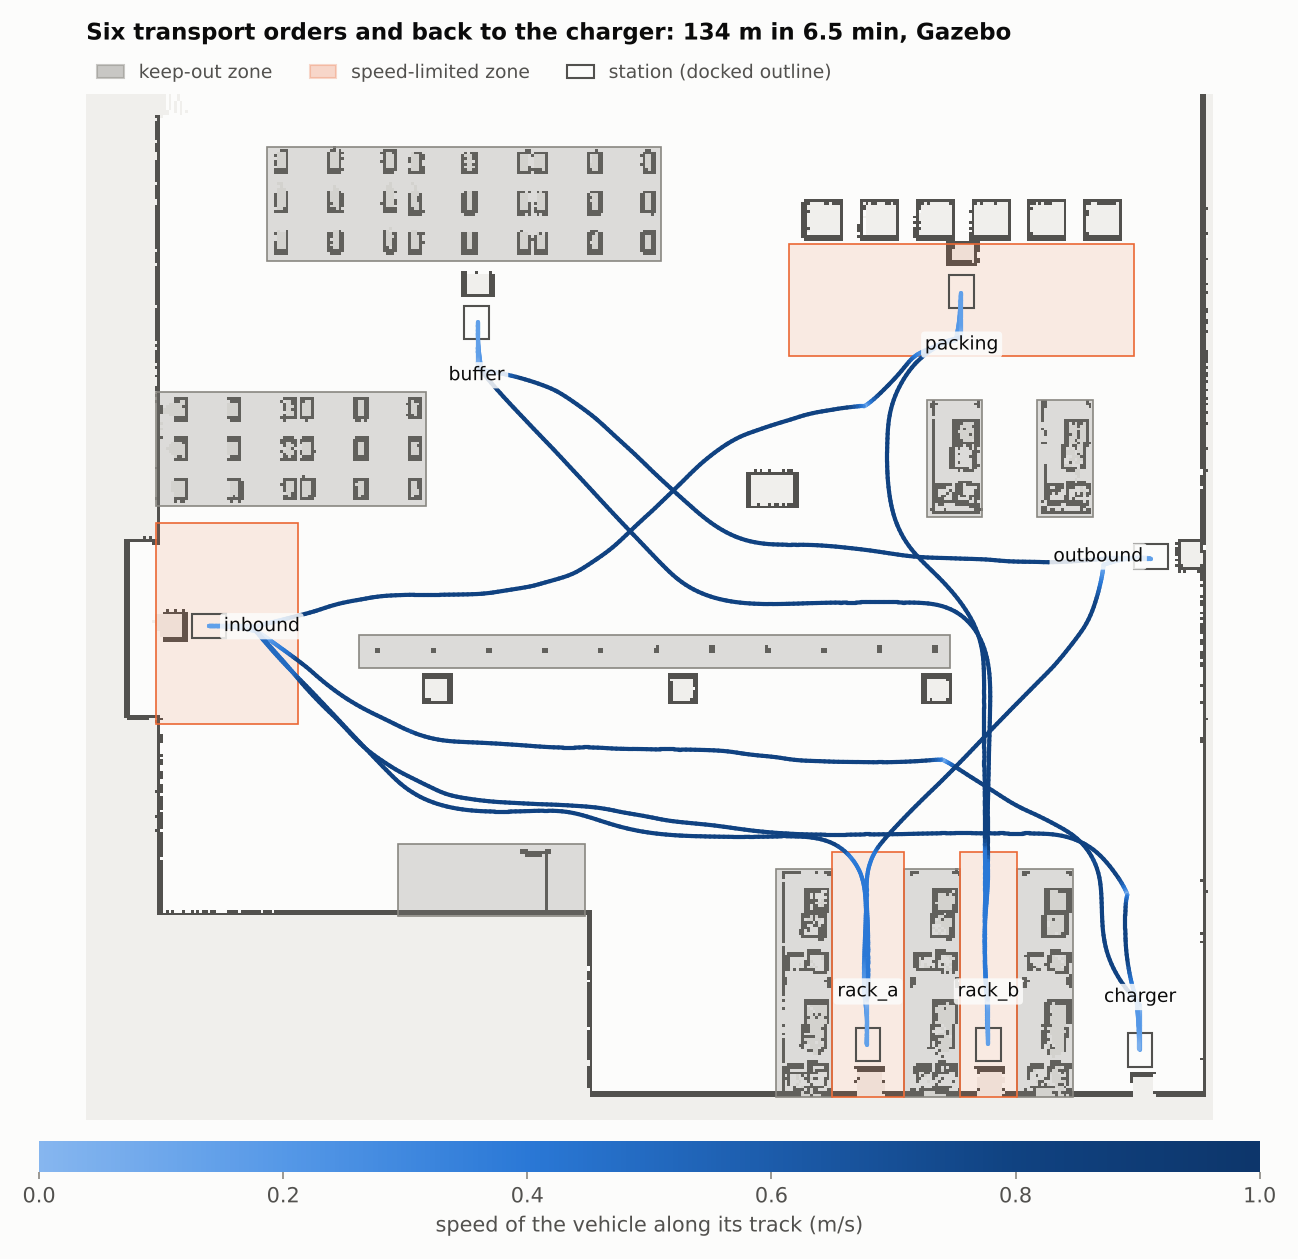 Six transport orders and back to the charger: 134 m in 6.5 min, Gazebo
keep-out zone
speed-limited zone
station (docked outline)
packing
buffer
outbound
inbound
rack_a
rack_b
charger
0.0
0.2
0.4
0.6
0.8
1.0
speed of the vehicle along its track (m/s)